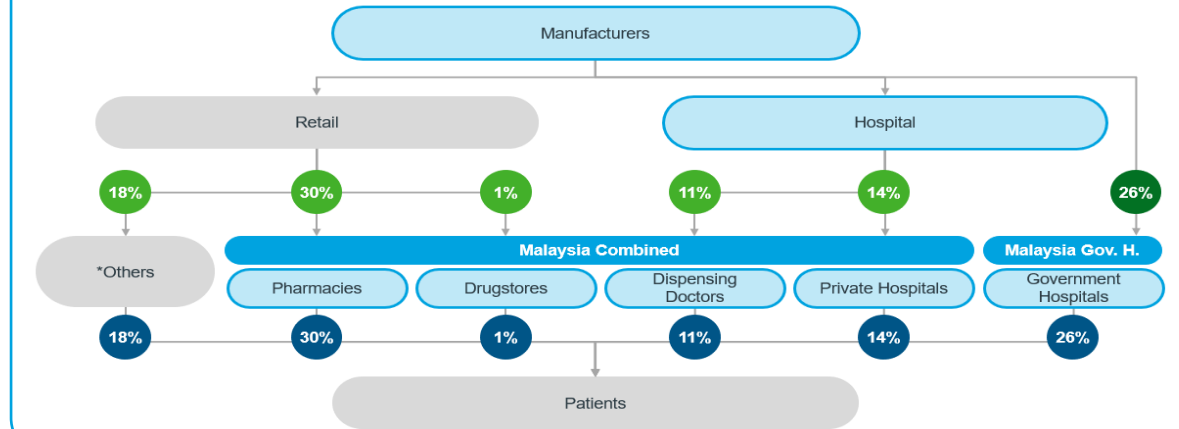 Manufacturers
Retail
Hospital
18%
30%
1%
11%
14%
26%
Malaysia Combined
Malaysia Gov. H.
*Others
Pharmacies
Drugstores
Dispensing
Doctors
Private Hospitals
Government
Hospitals
18%
30%
1%
11%
14%
26%
Patients